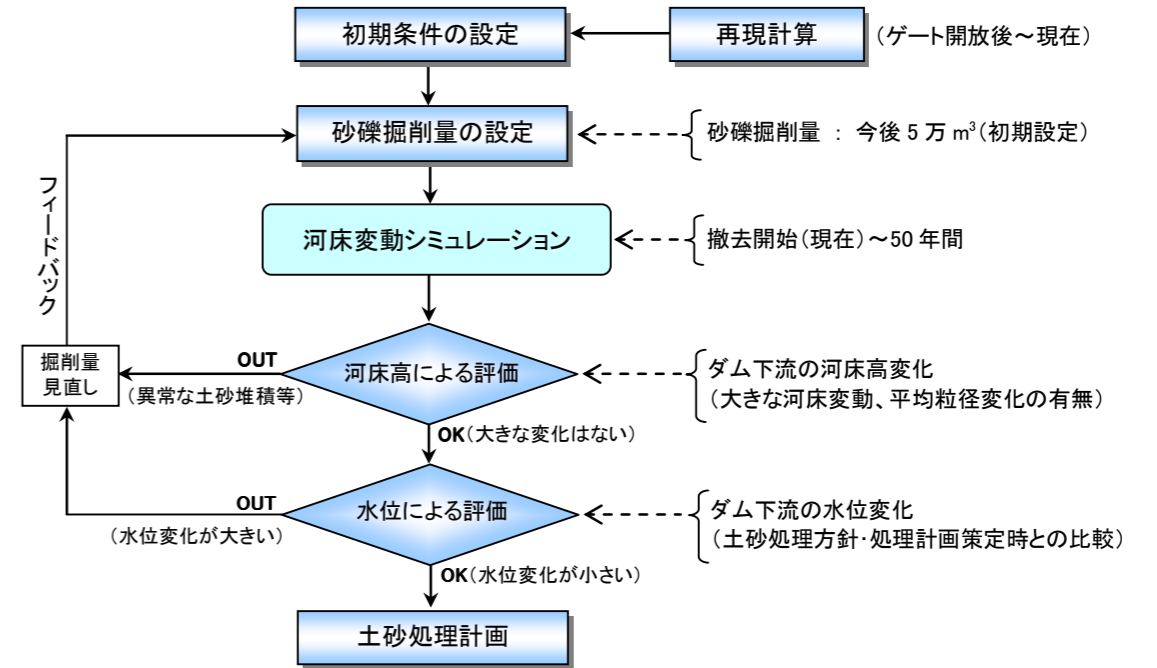 初期条件の設定
再現計算
(ゲート開放後～現在)
砂礫掘削量の設定
砂礫掘削量 : 今後 5 万 m³(初期設定)
フィードバック
河床変動シミュレーション
撤去開始(現在)～50 年間
掘削量
見直し
OUT
(異常な土砂堆積等)
河床高による評価
ダム下流の河床高変化
(大きな河床変動、平均粒径変化の有無)
OK(大きな変化はない)
OUT
(水位変化が大きい)
水位による評価
ダム下流の水位変化
(土砂処理方針・処理計画策定時との比較)
OK(水位変化が小さい)
土砂処理計画